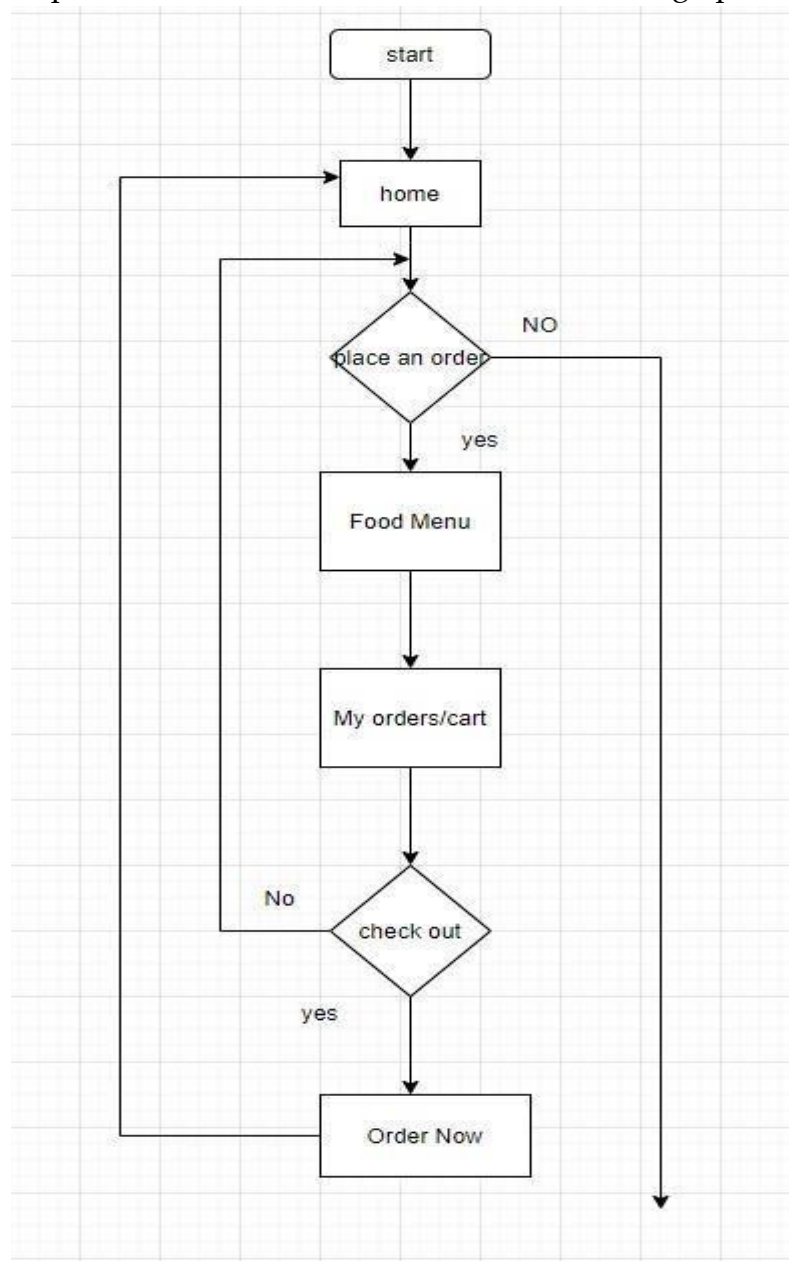 start
home
NO
place an order
yes
Food Menu
My orders/cart
No
check out
yes
Order Now